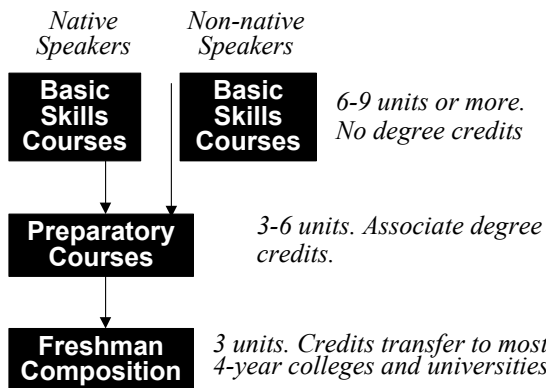 Native
Speakers
Non-native
Speakers
Basic
Skills
Courses
Basic
Skills
Courses
6-9 units or more.
No degree credits
Preparatory
Courses
3-6 units. Associate degree
credits.
Freshman
Composition
3 units. Credits transfer to most
4-year colleges and universities